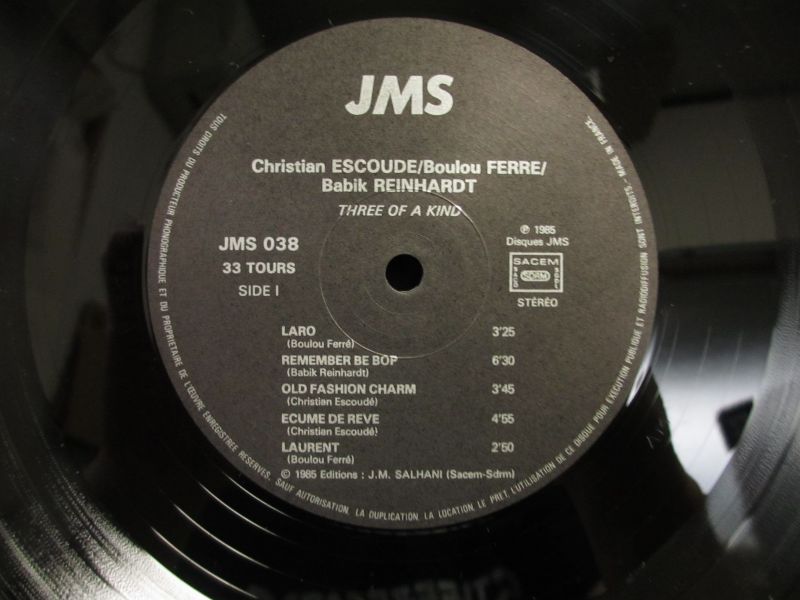 JMS
Christian ESCOUDE/Boulou FERRE/
Babik REINHARDT
THREE OF A KIND
JMS 038
33 TOURS
SIDE I
℗ 1985
Disques JMS
SACEM
SDRM
STÉRÉO
LARO 3'25
(Boulou Ferré)
REMEMBER BE BOP 6'30
(Babik Reinhardt)
OLD FASHION CHARM 3'45
(Christian Escoudé)
ECUME DE REVE 4'55
(Christian Escoudé)
LAURENT 2'50
(Boulou Ferré)
© 1985 Editions : J.M. SALHANI (Sacem-Sdrm)
TOUS DROITS DU PRODUCTEUR PHONOGRAPHIQUE ET DU PROPRIETAIRE DE L'ŒUVRE ENREGISTREE RESERVES. SAUF AUTORISATION, LA DUPLICATION, LA LOCATION, LE PRET, L'UTILISATION DE CE DISQUE POUR EXECUTION PUBLIQUE ET RADIODIFFUSION SONT INTERDITS - MADE IN FRANCE.